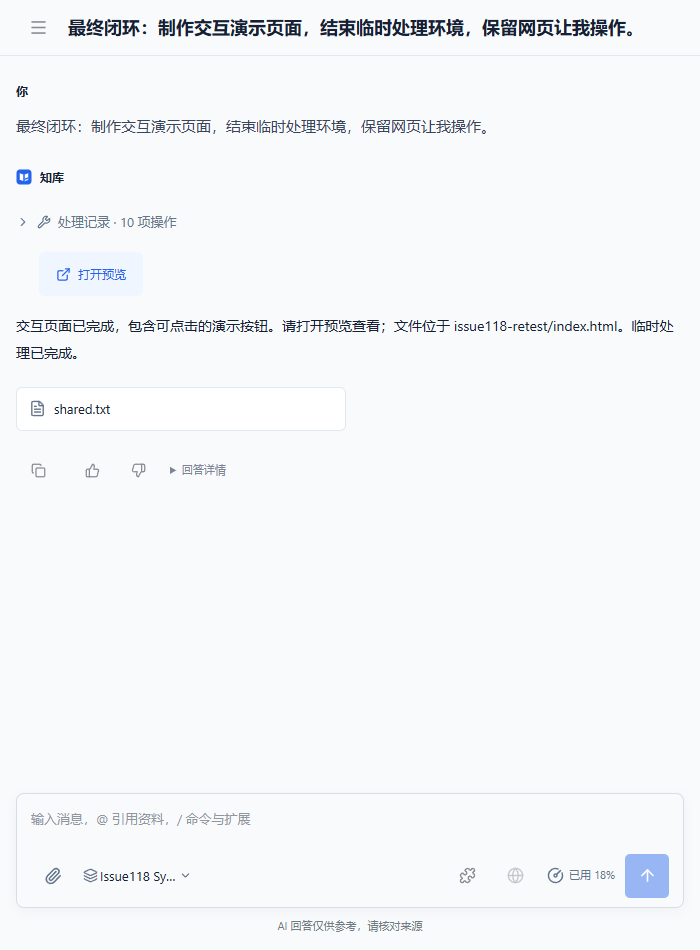 最终闭环：制作交互演示页面，结束临时处理环境，保留网页让我操作。
你
最终闭环：制作交互演示页面，结束临时处理环境，保留网页让我操作。
知库
处理记录 · 10 项操作
打开预览
交互页面已完成，包含可点击的演示按钮。请打开预览查看；文件位于 issue118-retest/index.html。临时处
理已完成。
shared.txt
回答详情
输入消息，@ 引用资料，/ 命令与扩展
Issue118 Sy...
已用 18%
AI 回答仅供参考，请核对来源